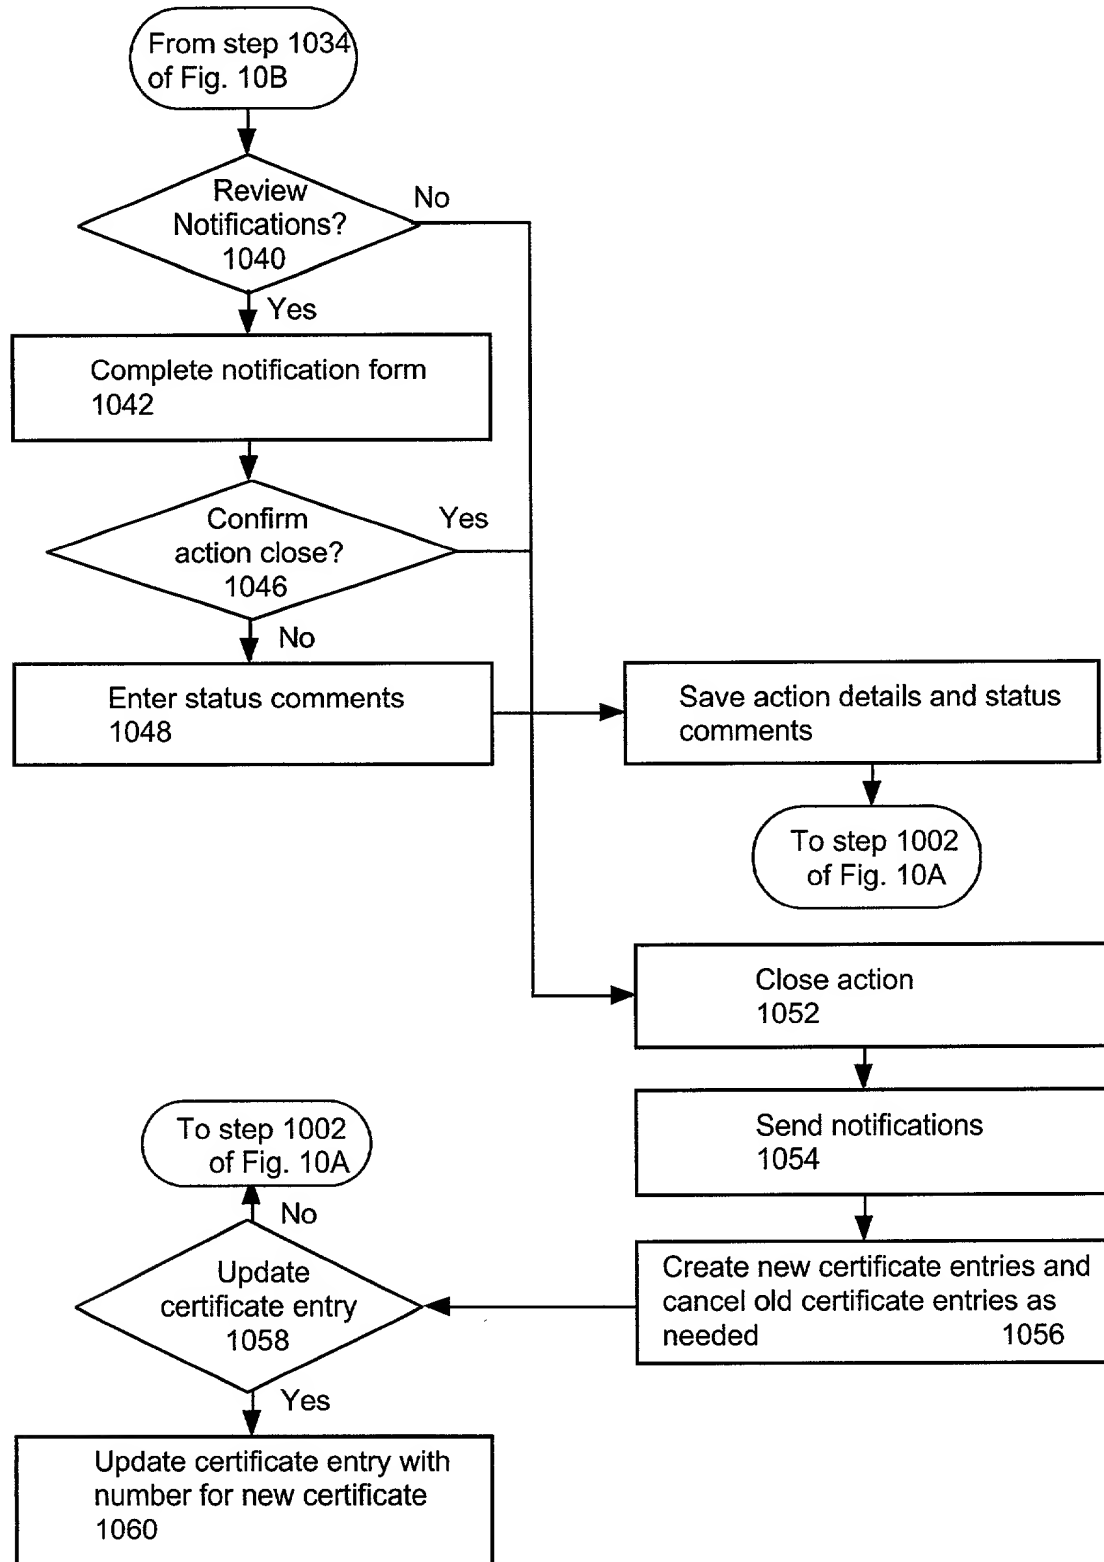 From step 1034
of Fig. 10B
Review
Notifications?
1040
No
Yes
Complete notification form
1042
Confirm
action close?
1046
Yes
No
Enter status comments
1048
Save action details and status
comments
To step 1002
of Fig. 10A
Close action
1052
Send notifications
1054
Create new certificate entries and
cancel old certificate entries as
needed 1056
To step 1002
of Fig. 10A
No
Update
certificate entry
1058
Yes
Update certificate entry with
number for new certificate
1060